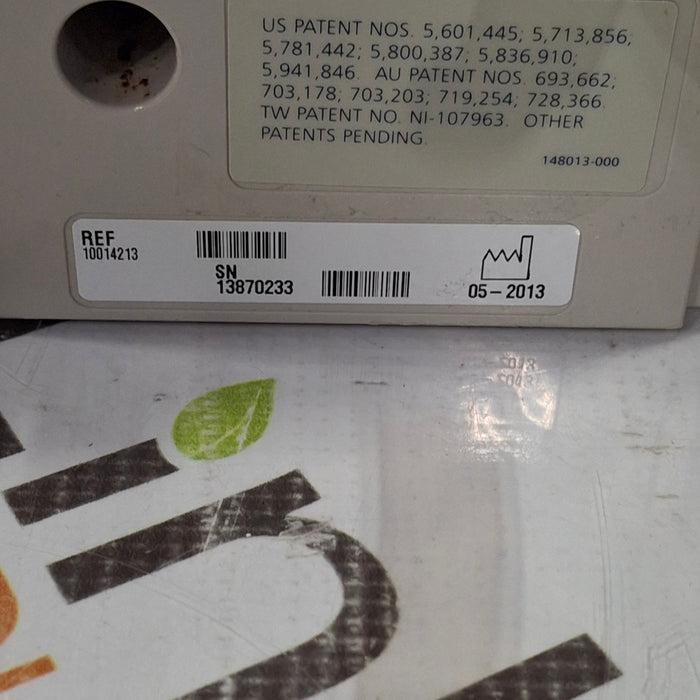 US PATENT NOS. 5,601,445; 5,713,856;
5,781,442; 5,800,387; 5,836,910;
5,941,846. AU PATENT NOS. 693,662;
703,178; 703,203; 719,254; 728,366.
TW PATENT NO. NI-107963. OTHER
PATENTS PENDING.
148013-000
REF
10014213
SN
13870233
05-2013